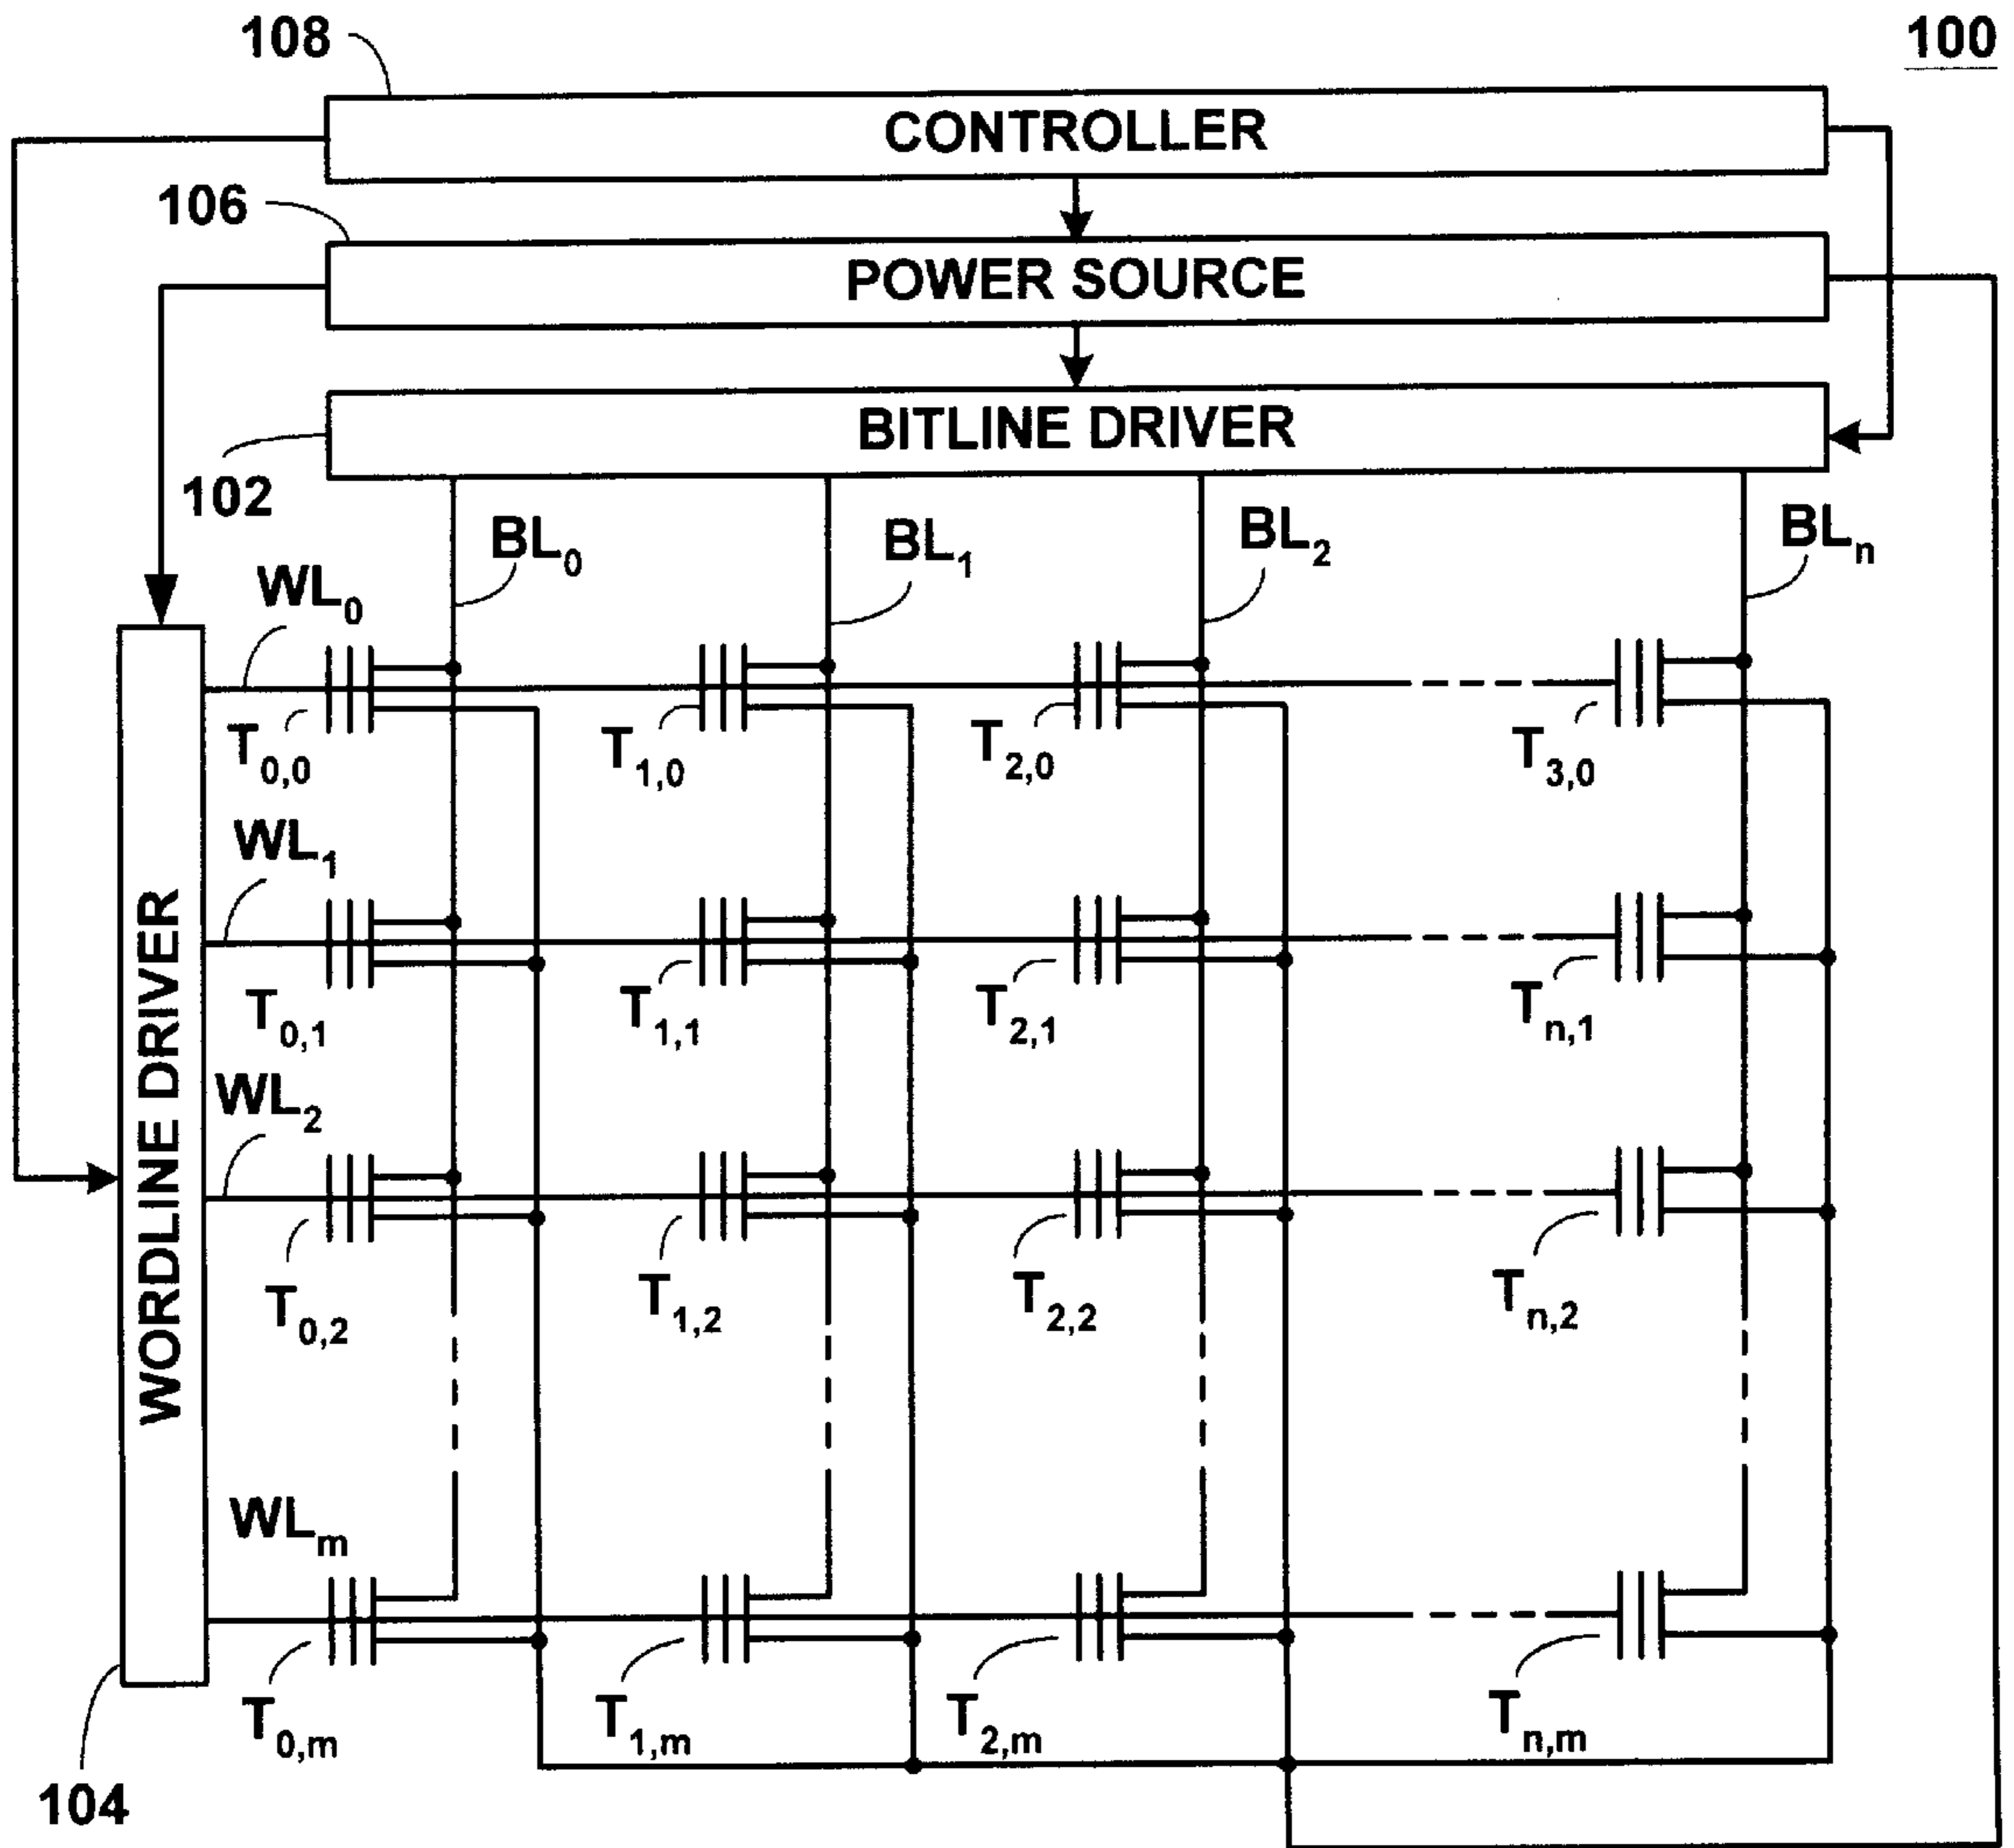 108
100
CONTROLLER
106
POWER SOURCE
BITLINE DRIVER
102
BL0
BL1
BL2
BLn
WL0
T0,0
T1,0
T2,0
T3,0
WL1
T0,1
T1,1
T2,1
Tn,1
WORDLINE DRIVER
WL2
T0,2
T1,2
T2,2
Tn,2
WLm
T0,m
T1,m
T2,m
Tn,m
104